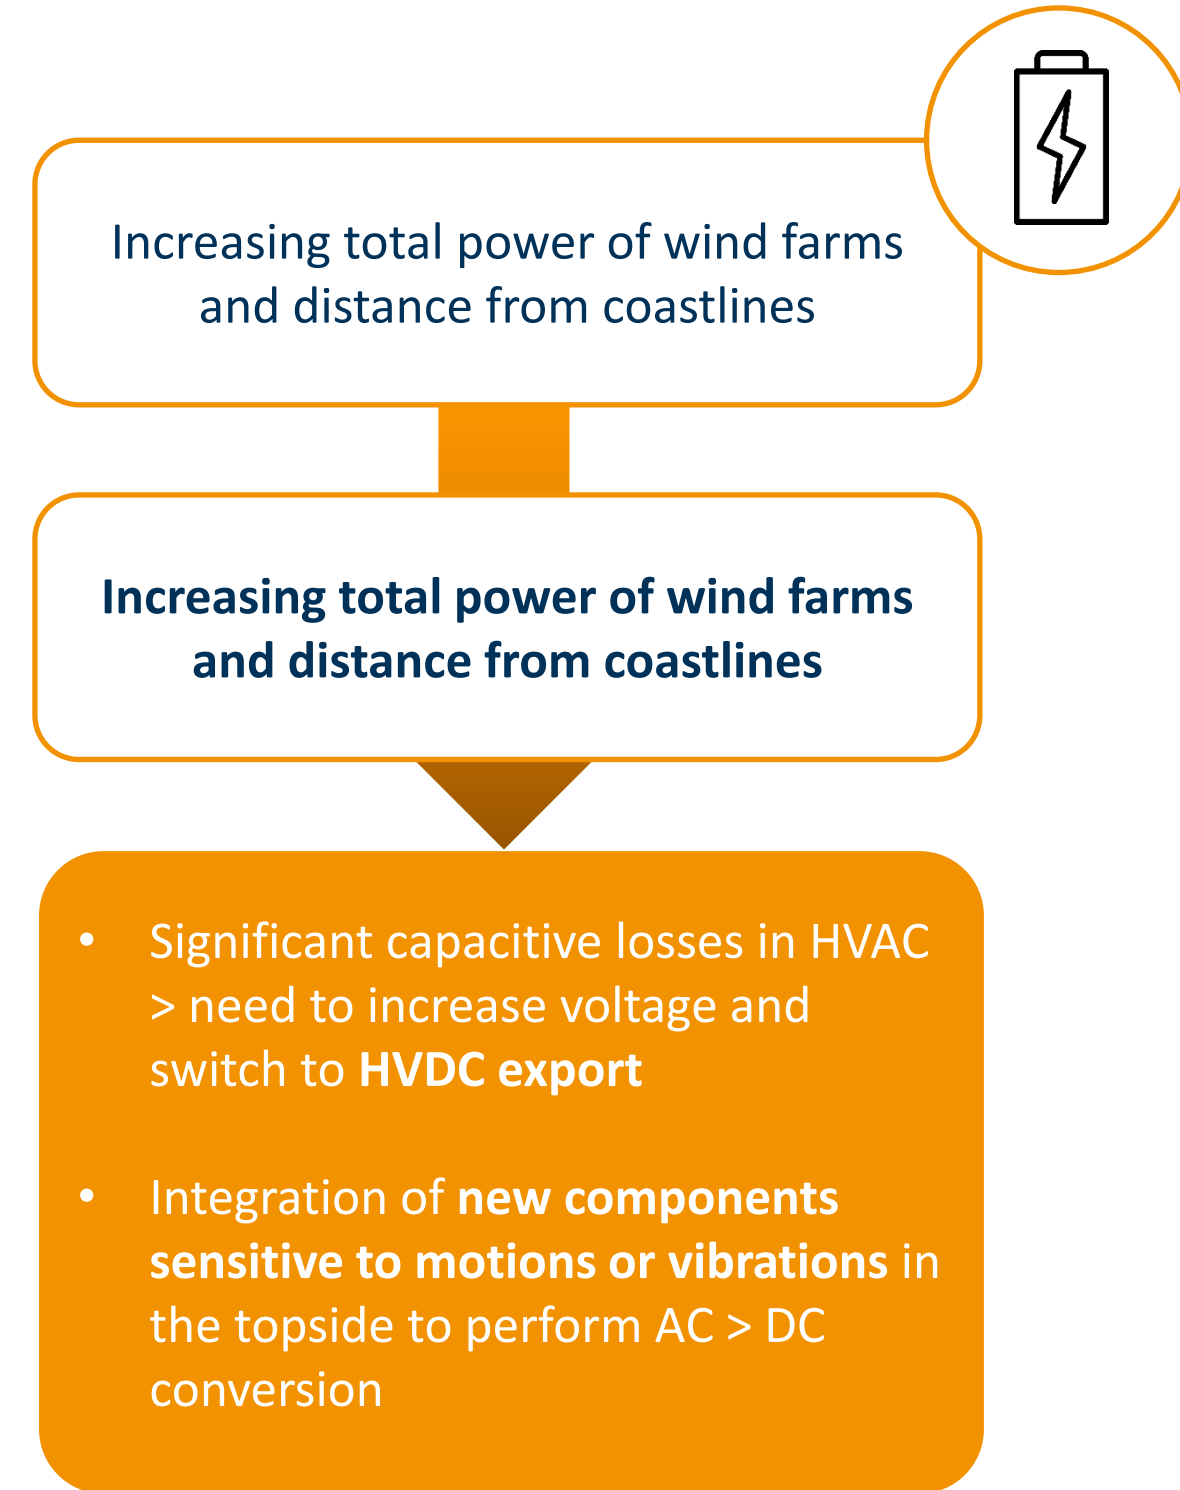 Increasing total power of wind farms
and distance from coastlines
Increasing total power of wind farms
and distance from coastlines
• Significant capacitive losses in HVAC
> need to increase voltage and
switch to HVDC export
• Integration of new components
sensitive to motions or vibrations in
the topside to perform AC > DC
conversion